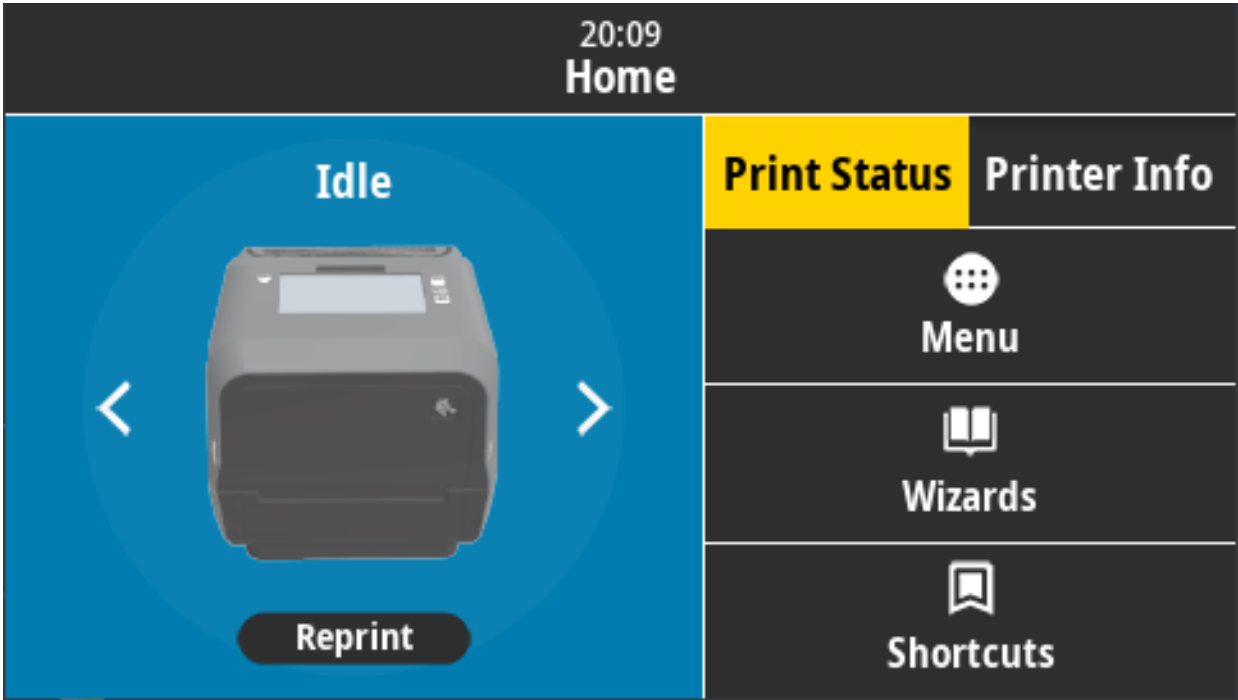 20:09
Home
Idle
Print Status
Printer Info
Menu
Wizards
Shortcuts
Reprint